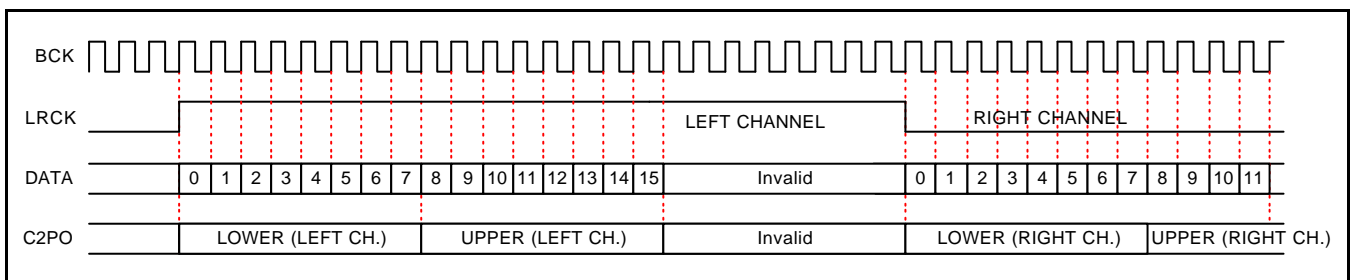 BCK
LRCK LEFT CHANNEL RIGHT CHANNEL
DATA 0 1 2 3 4 5 6 7 8 9 10 11 12 13 14 15 Invalid 0 1 2 3 4 5 6 7 8 9 10 11
C2PO LOWER (LEFT CH.) UPPER (LEFT CH.) Invalid LOWER (RIGHT CH.) UPPER (RIGHT CH.)